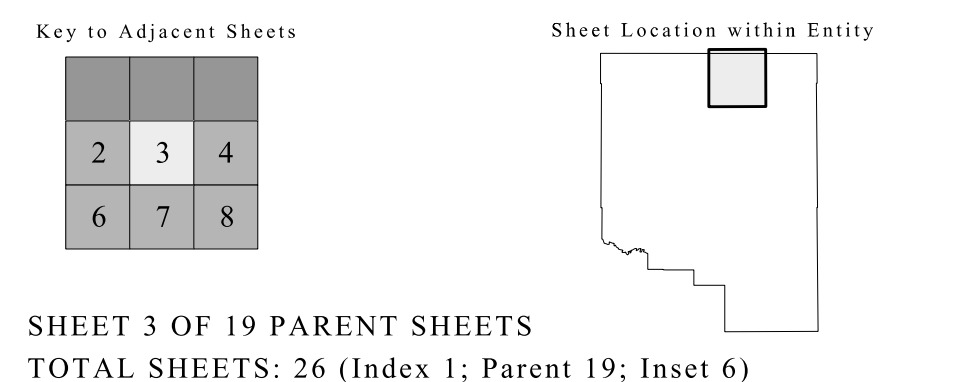 Key to Adjacent Sheets
Sheet Location within Entity
2 3 4
6 7 8
SHEET 3 OF 19 PARENT SHEETS
TOTAL SHEETS: 26 (Index 1; Parent 19; Inset 6)